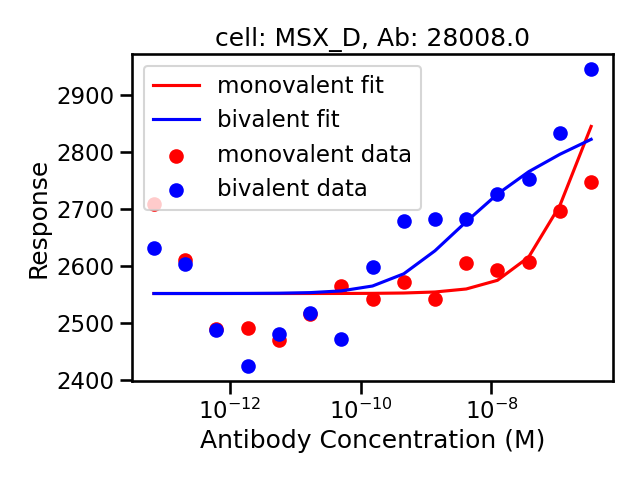 cell: MSX_D, Ab: 28008.0
monovalent fit
bivalent fit
monovalent data
bivalent data
Response
2900
2800
2700
2600
2500
2400
10⁻¹² 10⁻¹⁰ 10⁻⁸
Antibody Concentration (M)